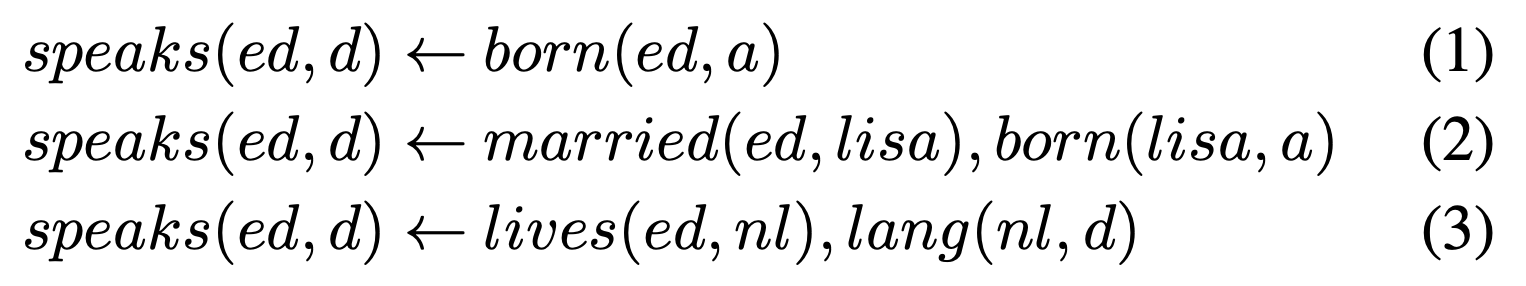 speaks(ed, d) ← born(ed, a) (1)
speaks(ed, d) ← married(ed, lisa), born(lisa, a) (2)
speaks(ed, d) ← lives(ed, nl), lang(nl, d) (3)